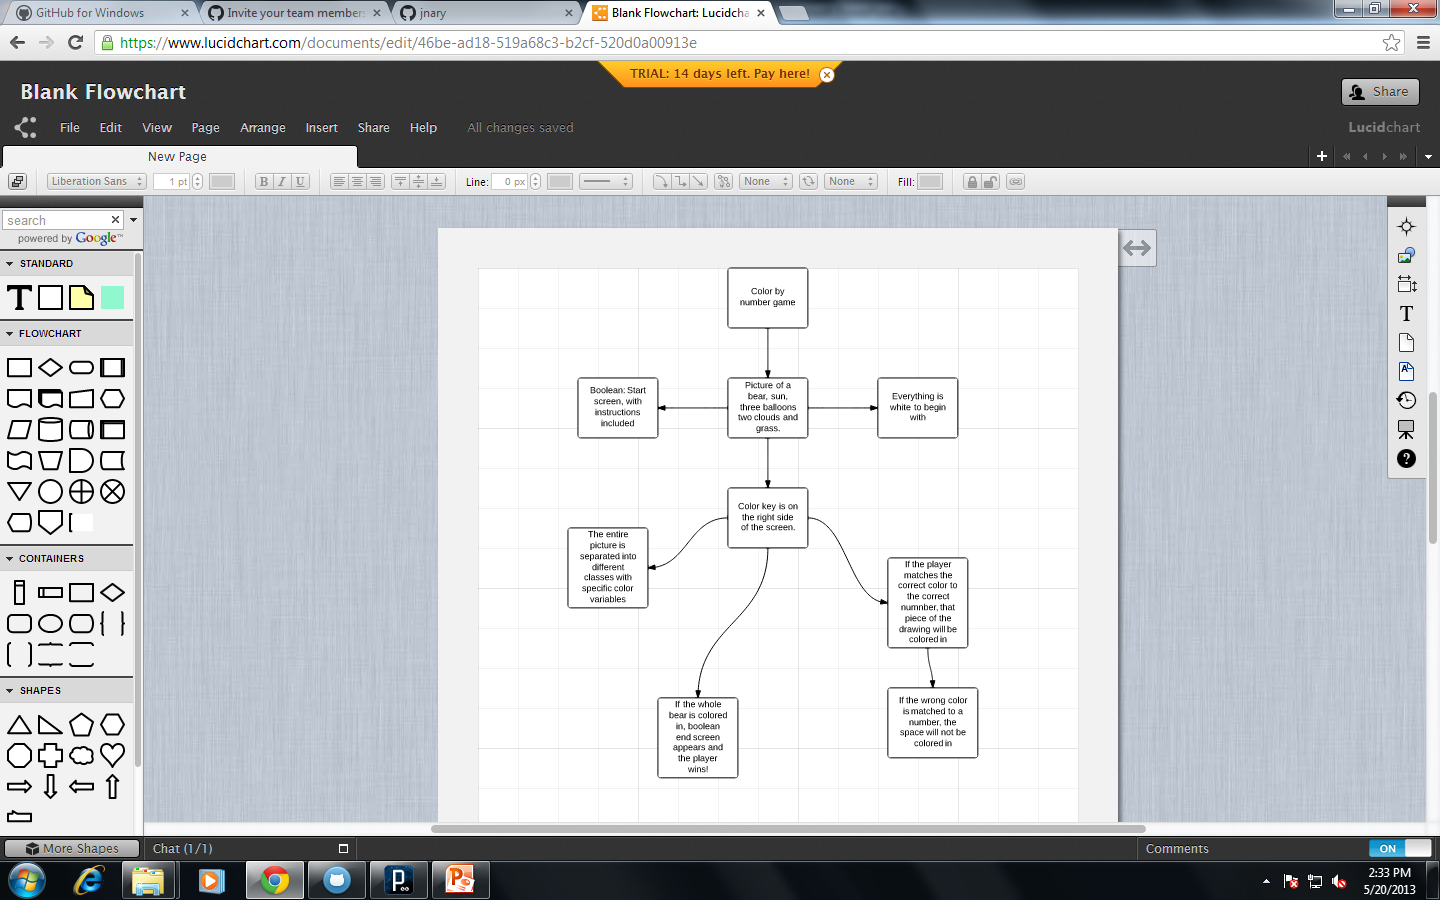 GitHub for Windows
Invite your team member
jnary
Blank Flowchart: Lucidcha
https://www.lucidchart.com/documents/edit/46be-ad18-519a68c3-b2cf-520d0a00913e
TRIAL: 14 days left. Pay here!
Blank Flowchart
Share
File Edit View Page Arrange Insert Share Help All changes saved
Lucidchart
New Page
Liberation Sans 1 pt B I U Line: 0 px None None Fill:
search
powered by Google™
STANDARD
T
FLOWCHART
CONTAINERS
SHAPES
Color by
number game
Boolean: Start
screen, with
instructions
included
Picture of a
bear, sun,
three balloons
two clouds and
grass.
Everything is
white to begin
with
Color key is on
the right side
of the screen.
The entire
picture is
separated into
different
classes with
specific color
variables
If the player
matches the
correct color to
the correct
numnber, that
piece of the
drawing will be
colored in
If the whole
bear is colored
in, boolean
end screen
appears and
the player
wins!
If the wrong color
is matched to a
number, the
space will not be
colored in
T
A
?
More Shapes
Chat (1/1)
Comments
ON
2:33 PM
5/20/2013